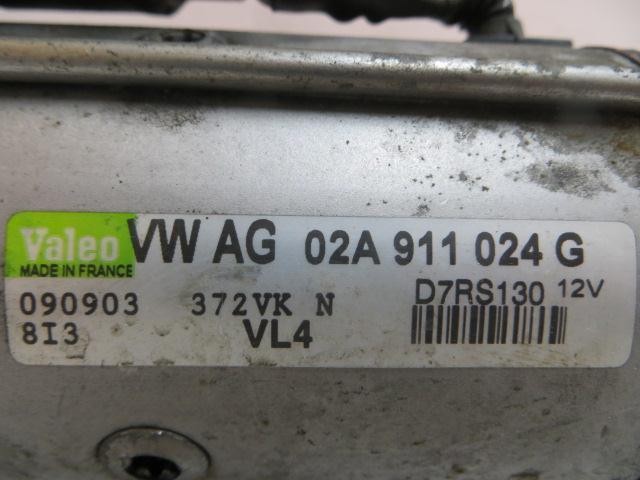 Valeo VW AG 02A 911 024 G
MADE IN FRANCE
090903 372VK N D7RS130 12V
8I3 VL4